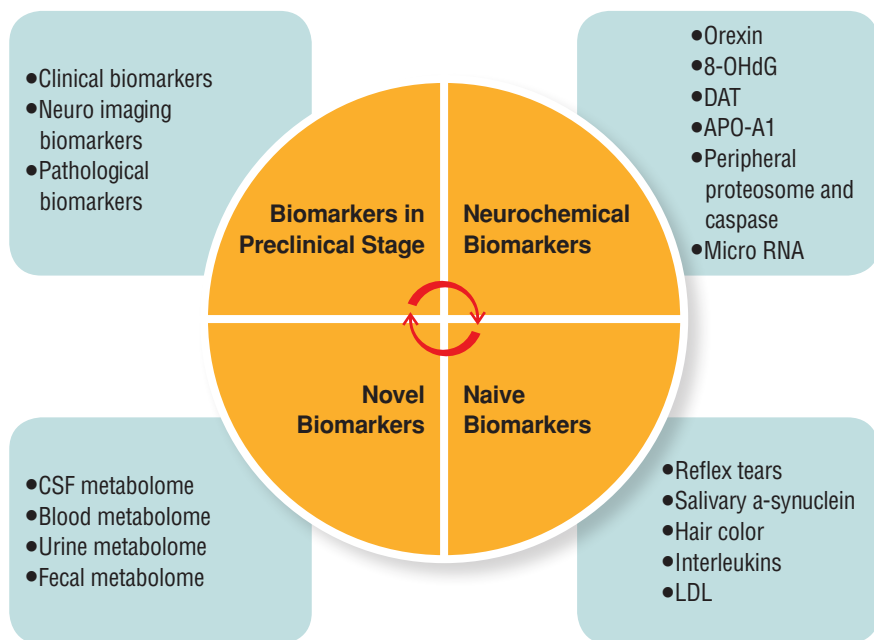 ●Clinical biomarkers
●Neuro imaging
biomarkers
●Pathological
biomarkers
●Orexin
●8-OHdG
●DAT
●APO-A1
●Peripheral
proteosome and
caspase
●Micro RNA
Biomarkers in
Preclinical Stage
Neurochemical
Biomarkers
Novel
Biomarkers
Naive
Biomarkers
●CSF metabolome
●Blood metabolome
●Urine metabolome
●Fecal metabolome
●Reflex tears
●Salivary a-synuclein
●Hair color
●Interleukins
●LDL